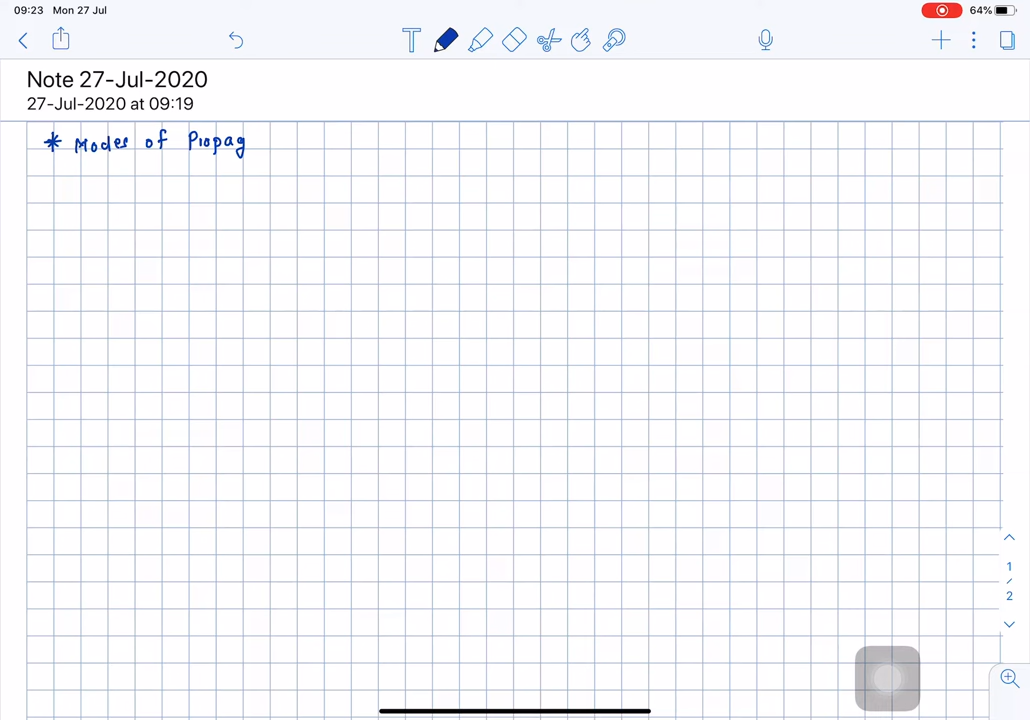 09:23 Mon 27 Jul
64%
T
Note 27-Jul-2020
27-Jul-2020 at 09:19
* Modes of Propag
1
2